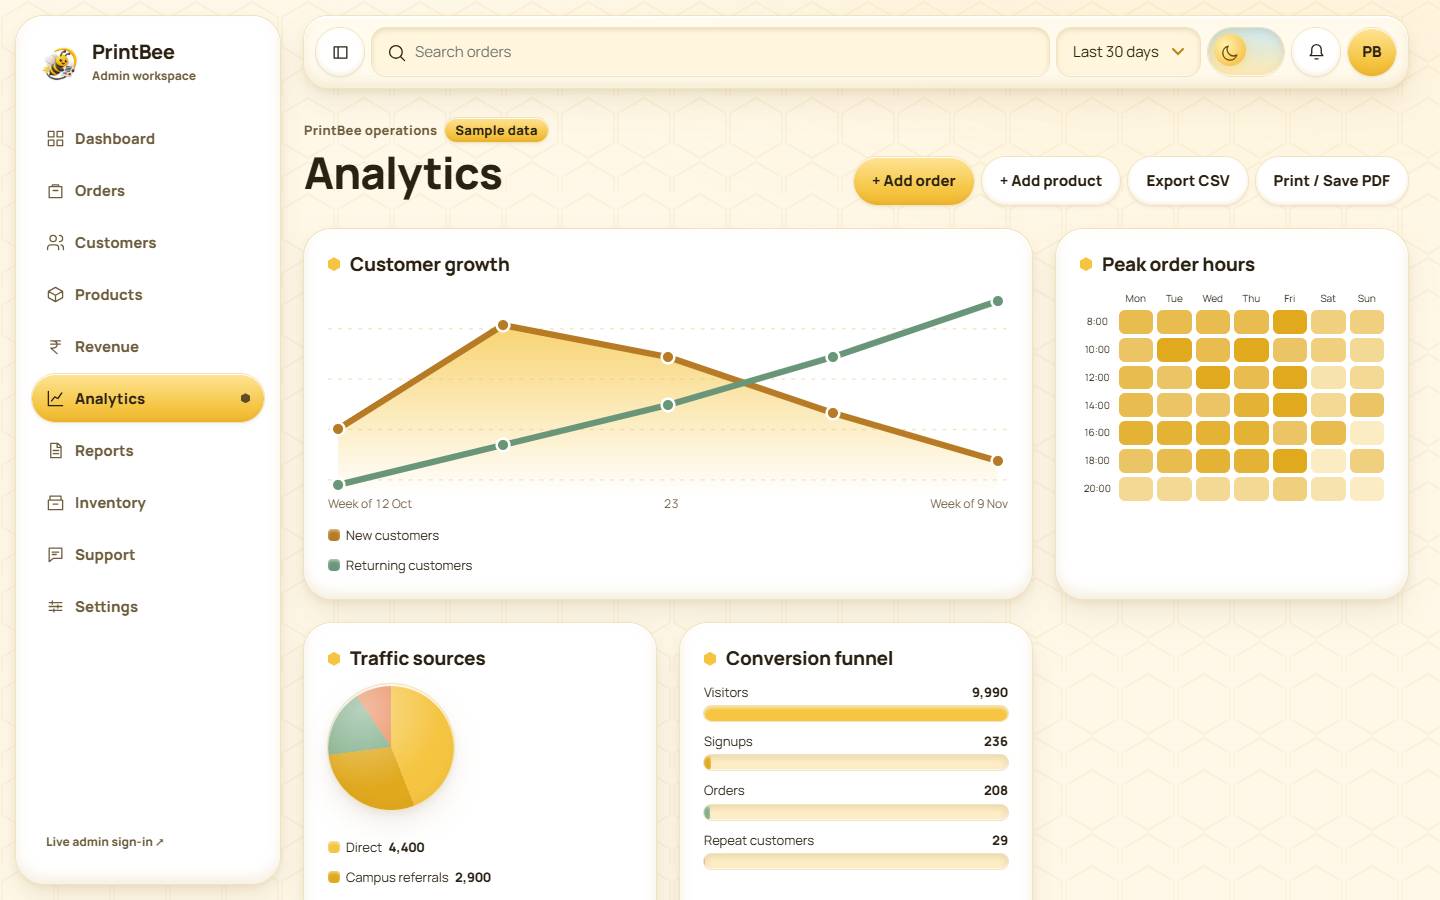 PrintBee
Admin workspace
Dashboard
Orders
Customers
Products
Revenue
Analytics
Reports
Inventory
Support
Settings
Live admin sign-in ↗
Search orders
Last 30 days
PB
PrintBee operations
Sample data
Analytics
+ Add order
+ Add product
Export CSV
Print / Save PDF
Customer growth
Week of 12 Oct
23
Week of 9 Nov
New customers
Returning customers
Peak order hours
Mon Tue Wed Thu Fri Sat Sun
8:00
10:00
12:00
14:00
16:00
18:00
20:00
Traffic sources
Direct 4,400
Campus referrals 2,900
Conversion funnel
Visitors 9,990
Signups 236
Orders 208
Repeat customers 29